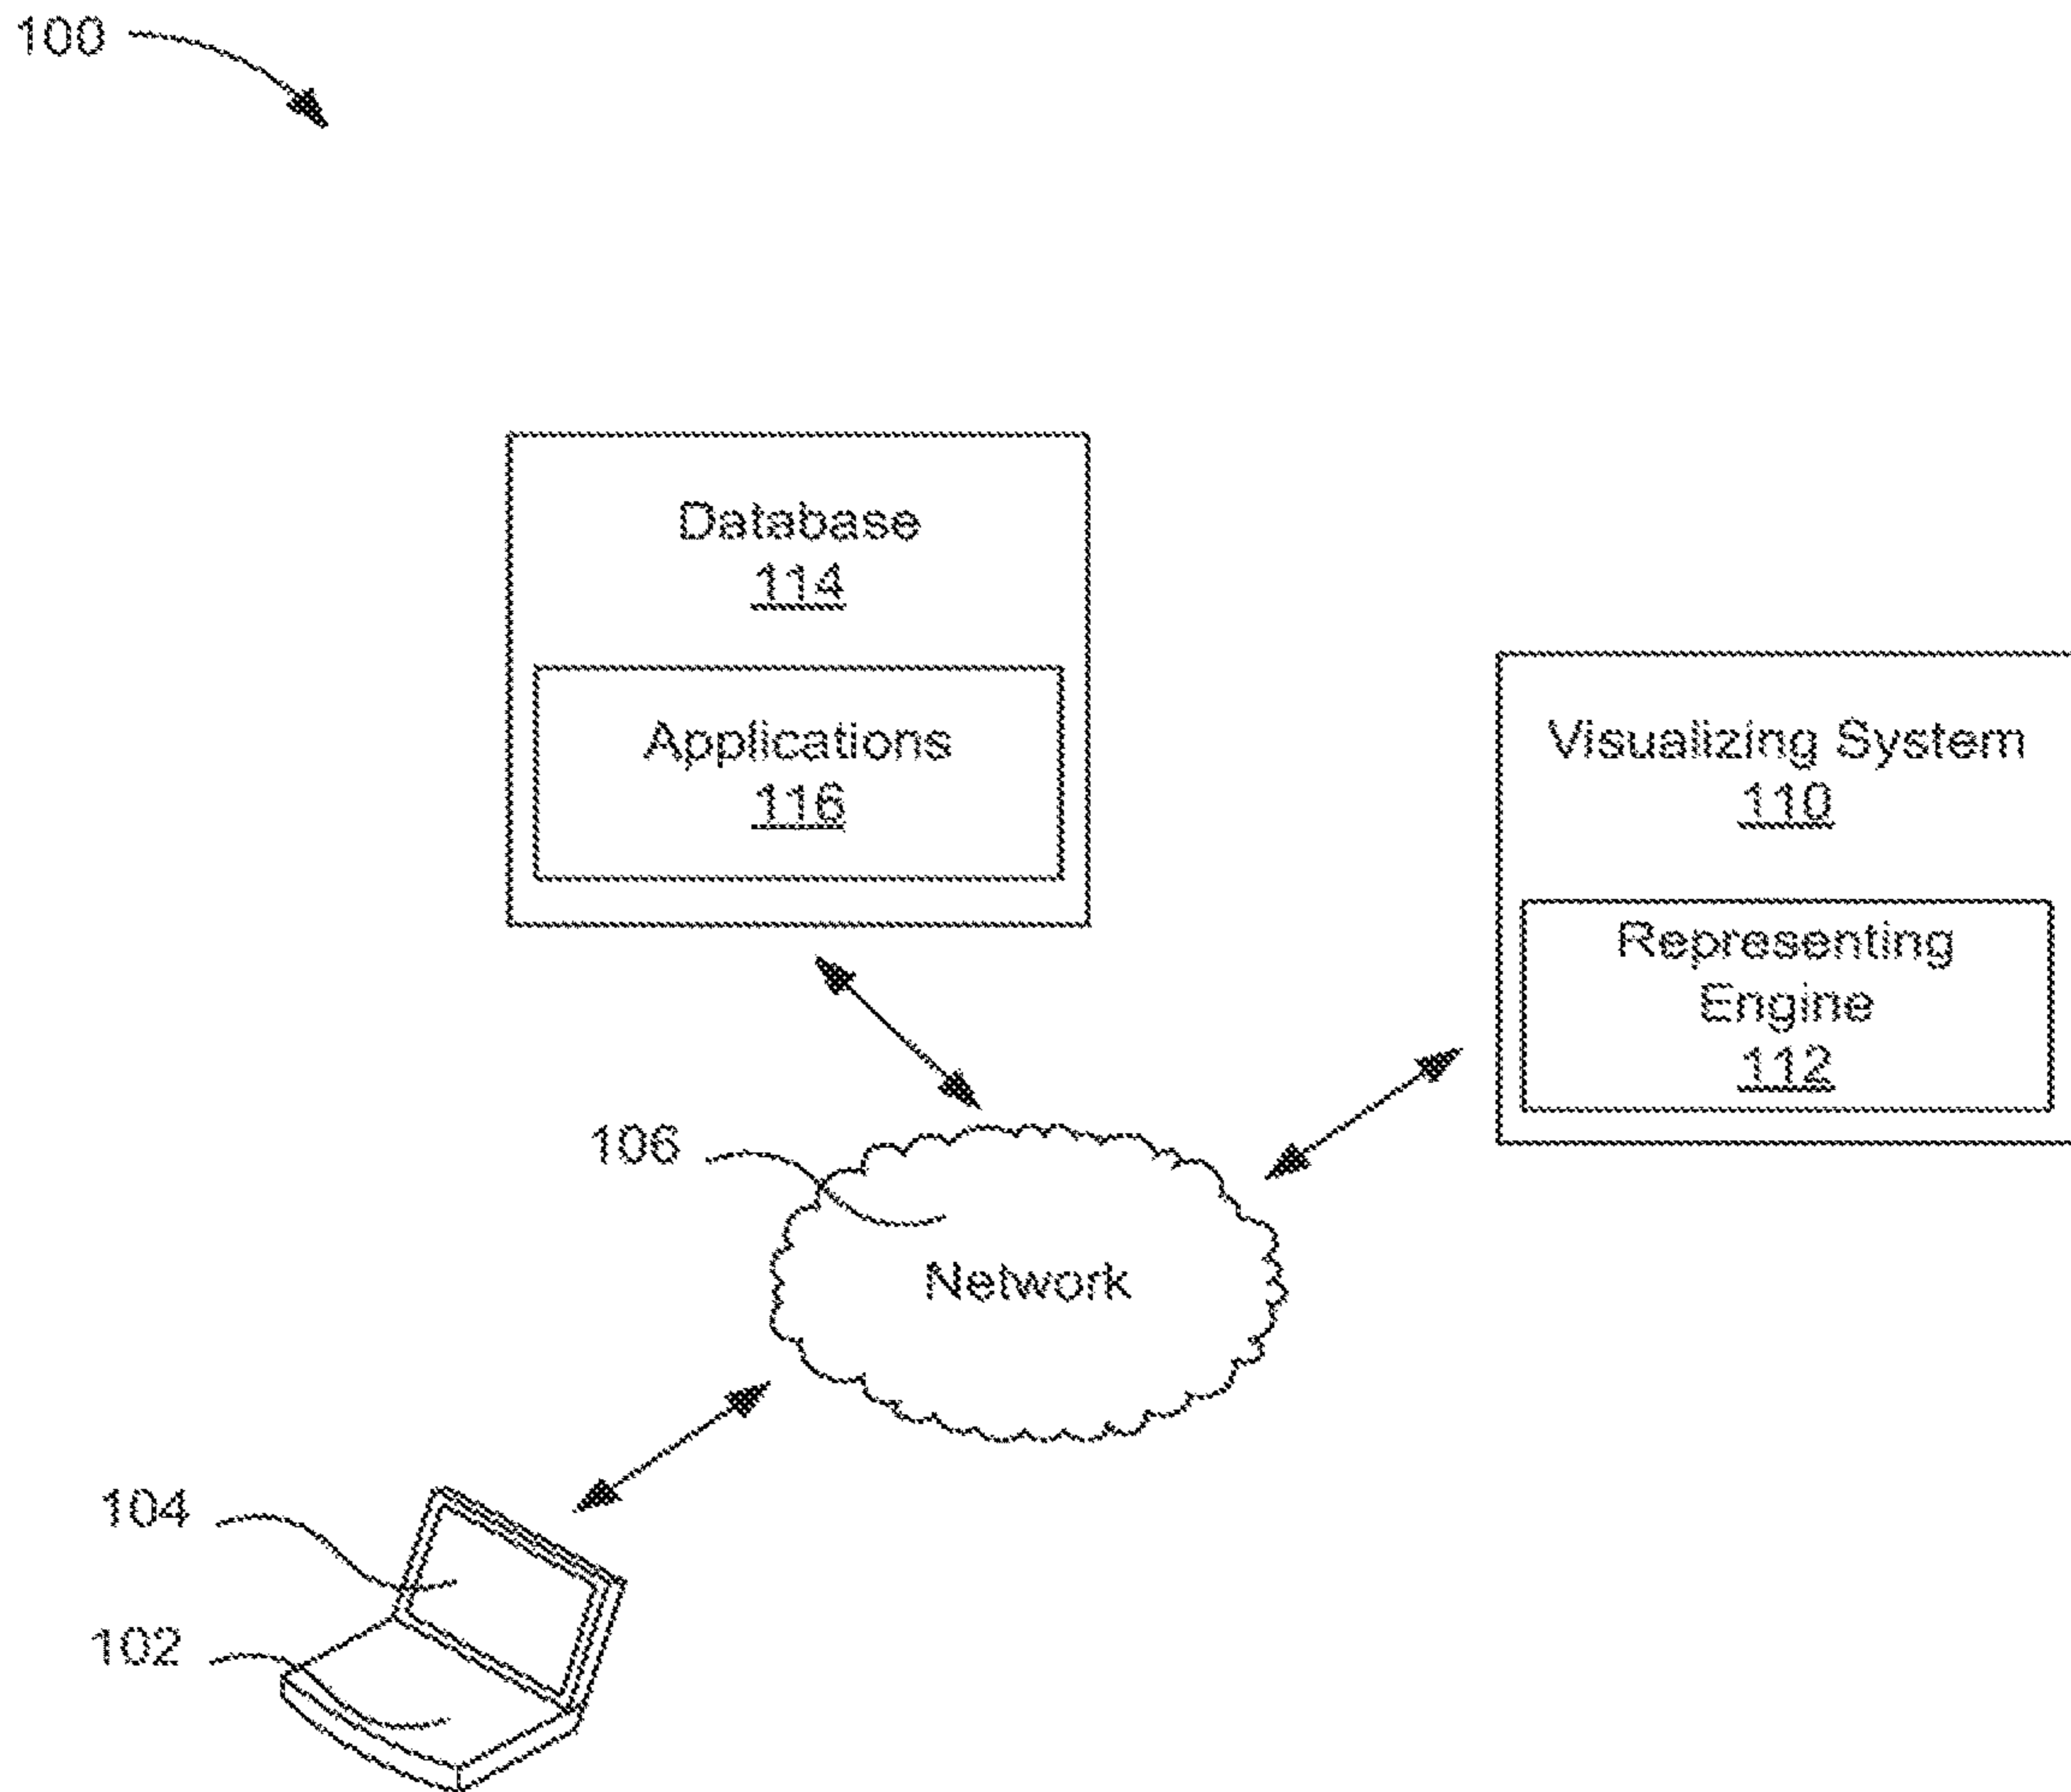 100
Database
114
Applications
116
Visualizing System
110
Representing
Engine
112
106
Network
104
102